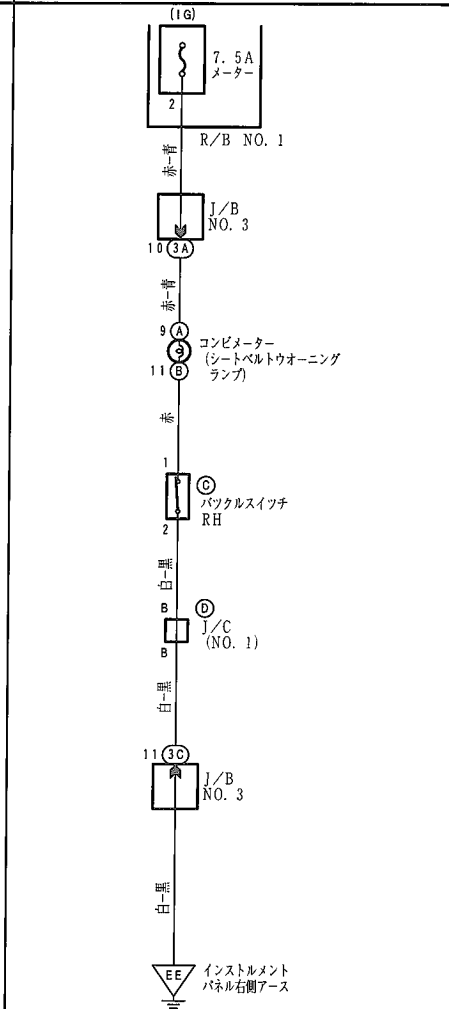 (IG)
7. 5A
メーター
2
R/B NO. 1
赤−青
J/B
NO. 3
10 3A
赤−青
9 A
コンビメーター
(シートベルトウオーニング
ランプ)
11 B
赤
1
C
バツクルスイツチ
RH
2
白−黒
B
D
J/C
(NO. 1)
B
白−黒
11 3C
J/B
NO. 3
白−黒
EE
インストルメント
パネル右側アース